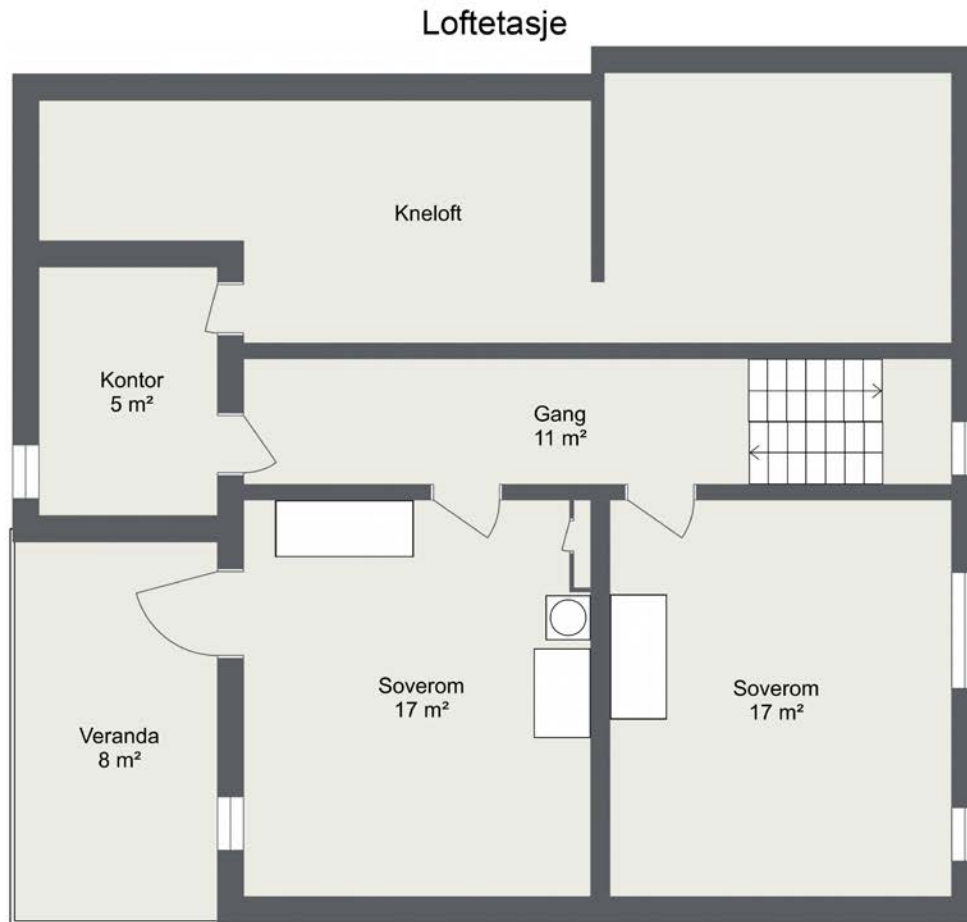 Loftetasje
Kneloft
Kontor
5 m²
Gang
11 m²
Soverom
17 m²
Soverom
17 m²
Veranda
8 m²